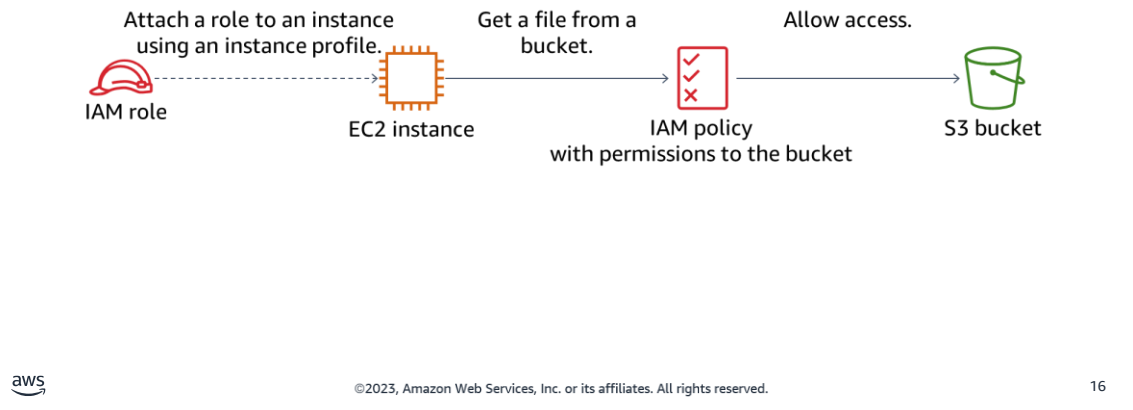 Attach a role to an instance
using an instance profile.
Get a file from a
bucket.
Allow access.
IAM role
EC2 instance
IAM policy
with permissions to the bucket
S3 bucket
aws
©2023, Amazon Web Services, Inc. or its affiliates. All rights reserved.
16